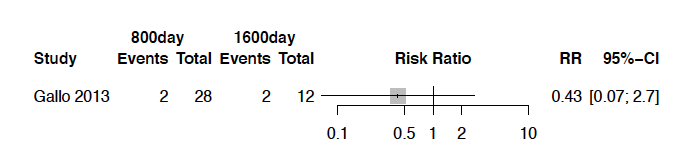 800day 1600day
Study Events Total Events Total Risk Ratio RR 95%−CI
Gallo 2013 2 28 2 12 0.43 [0.07; 2.7]
0.1 0.5 1 2 10